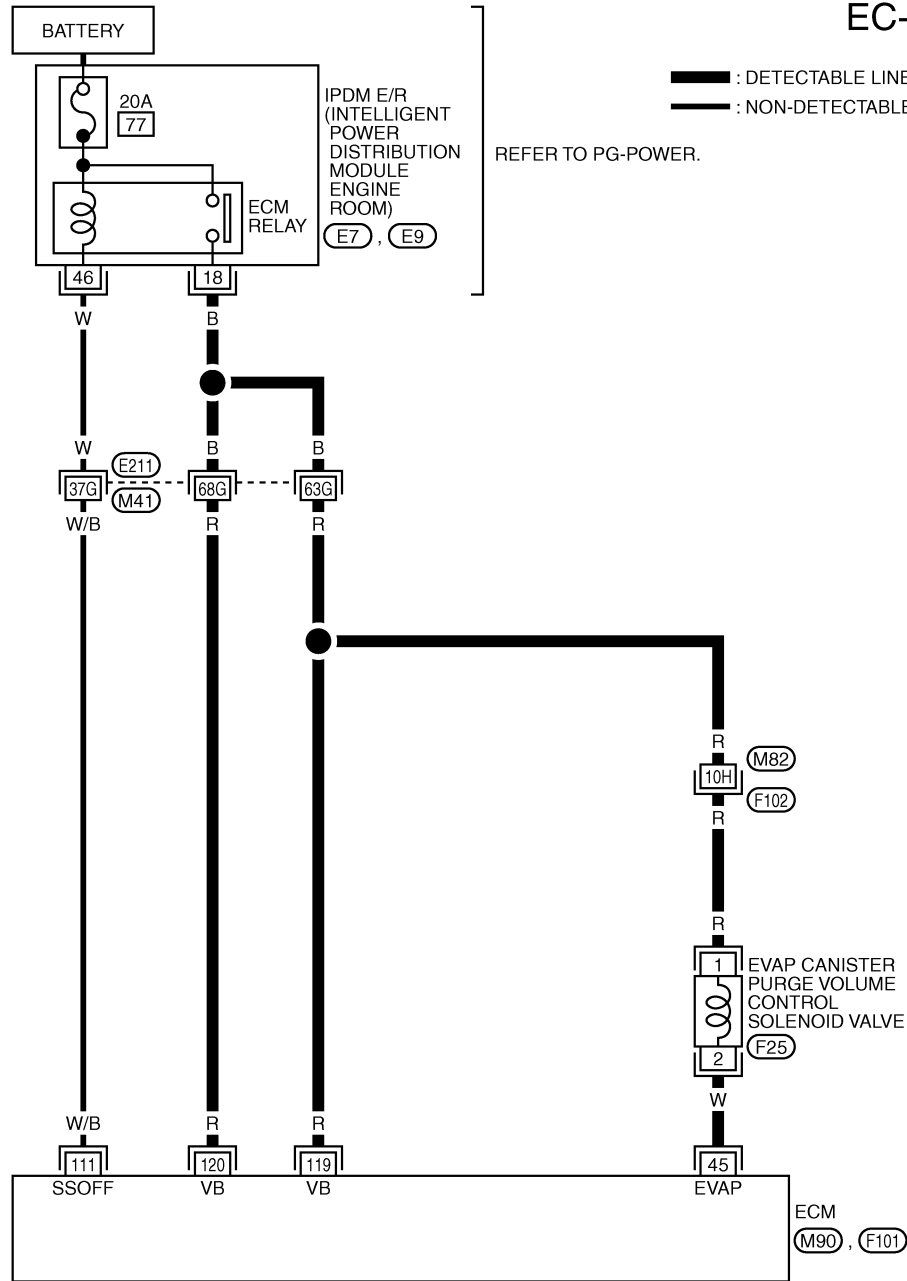 EC-
BATTERY
: DETECTABLE LINE
: NON-DETECTABLE
20A
77
IPDM E/R
(INTELLIGENT
POWER
DISTRIBUTION
MODULE
ENGINE
ROOM)
E7 , E9
REFER TO PG-POWER.
ECM
RELAY
46
18
W
B
W
B
B
E211
37G
68G
63G
M41
W/B
R
R
R
M82
10H
F102
R
R
1
EVAP CANISTER
PURGE VOLUME
CONTROL
SOLENOID VALVE
F25
2
W
W/B
R
R
111
120
119
45
SSOFF
VB
VB
EVAP
ECM
M90 , F101